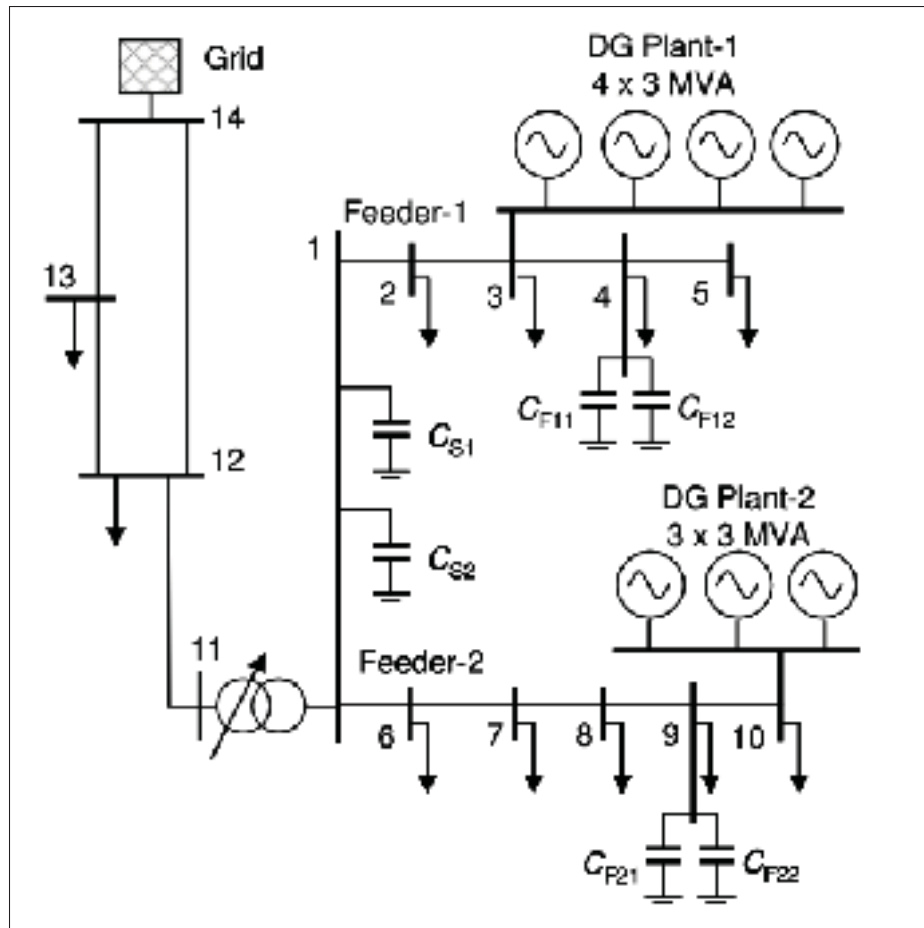 Grid
DG Plant-1
4 x 3 MVA
14
Feeder-1
1
13
2
3
4
5
C_F11
C_F12
C_S1
12
C_S2
DG Plant-2
3 x 3 MVA
11
Feeder-2
6
7
8
9
10
C_F21
C_F22